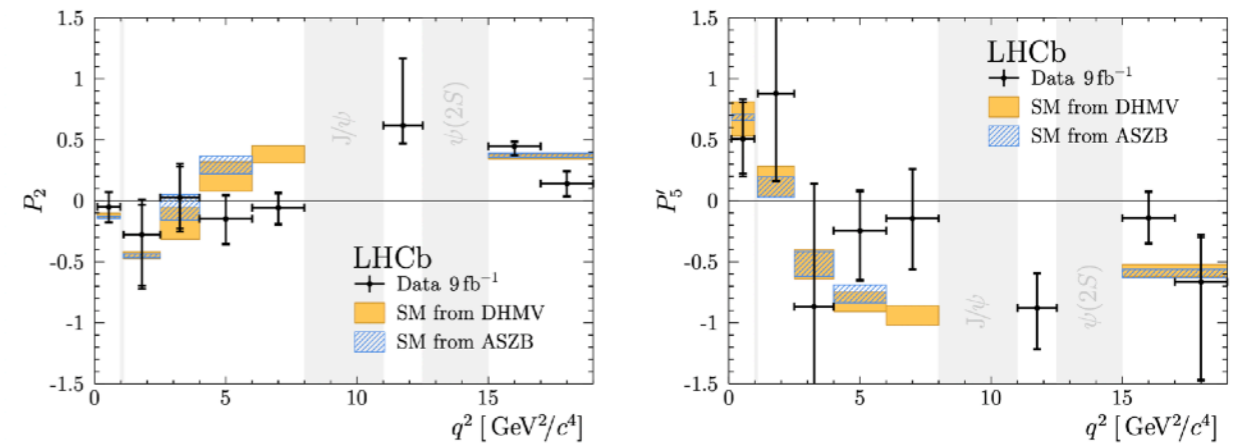 1.5
1
0.5
0
-0.5
-1
-1.5
P₂
J/ψ
ψ(2S)
LHCb
Data 9 fb⁻¹
SM from DHMV
SM from ASZB
0
5
10
15
q² [GeV²/c⁴]
1.5
1
0.5
0
-0.5
-1
-1.5
P′₅
LHCb
Data 9 fb⁻¹
SM from DHMV
SM from ASZB
J/ψ
ψ(2S)
0
5
10
15
q² [GeV²/c⁴]